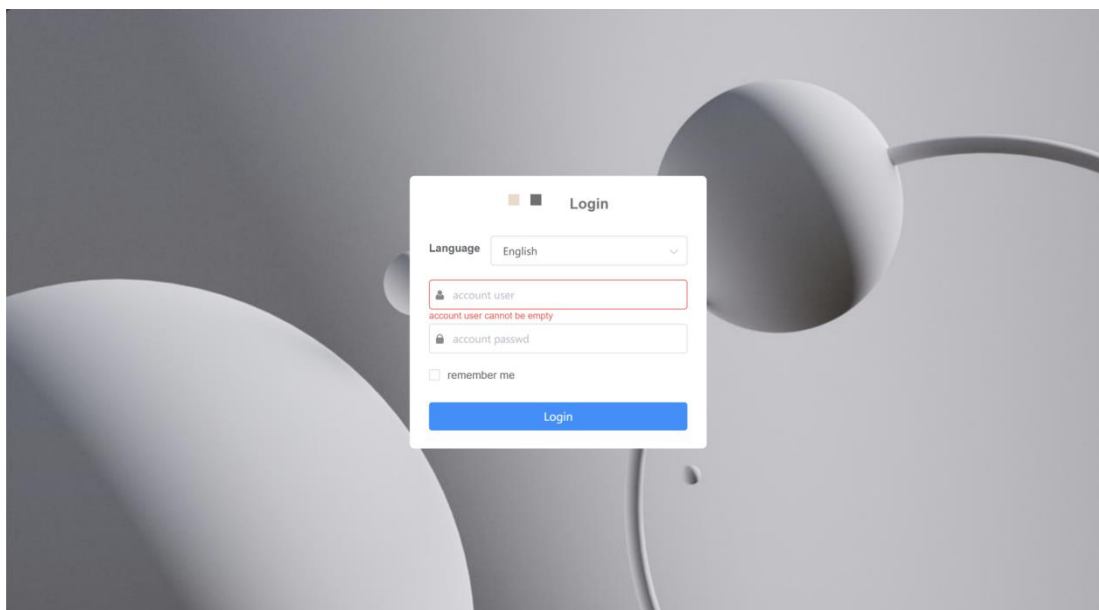 Login
Language English
account user
account user cannot be empty
account passwd
remember me
Login